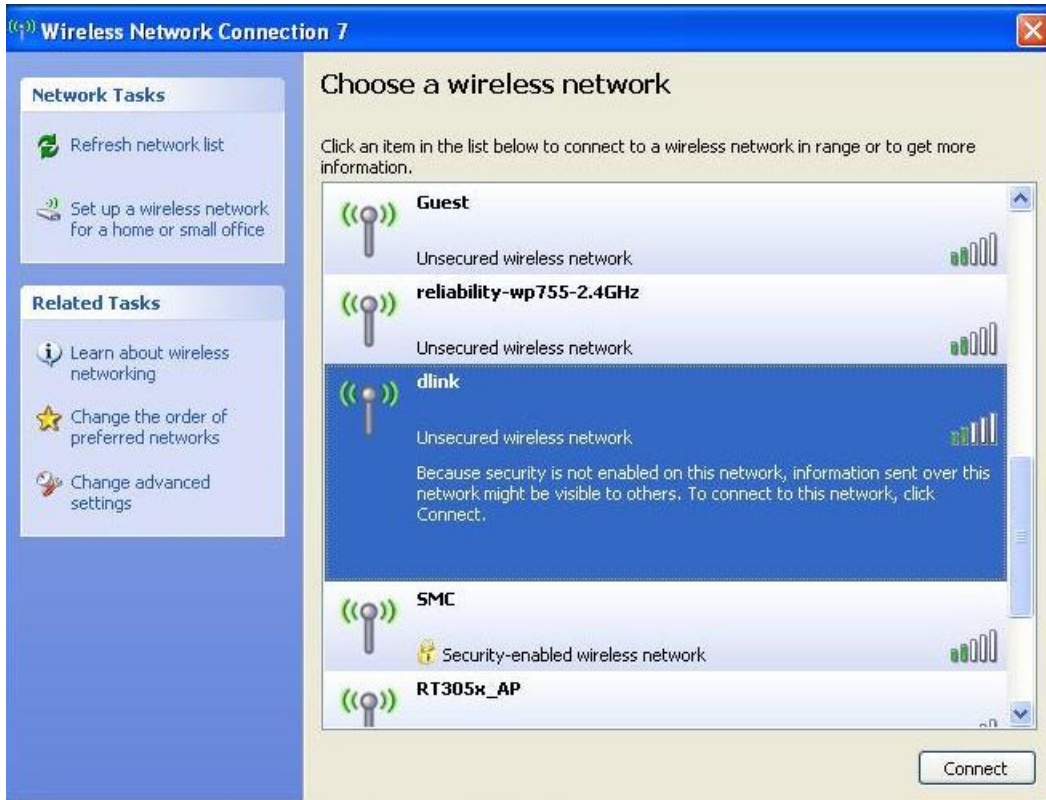 Wireless Network Connection 7
Network Tasks
Refresh network list
Set up a wireless network
for a home or small office
Related Tasks
Learn about wireless
networking
Change the order of
preferred networks
Change advanced
settings
Choose a wireless network
Click an item in the list below to connect to a wireless network in range or to get more
information.
Guest
Unsecured wireless network
reliability-wp755-2.4GHz
Unsecured wireless network
dlink
Unsecured wireless network
Because security is not enabled on this network, information sent over this
network might be visible to others. To connect to this network, click
Connect.
SMC
Security-enabled wireless network
RT305x_AP
Connect